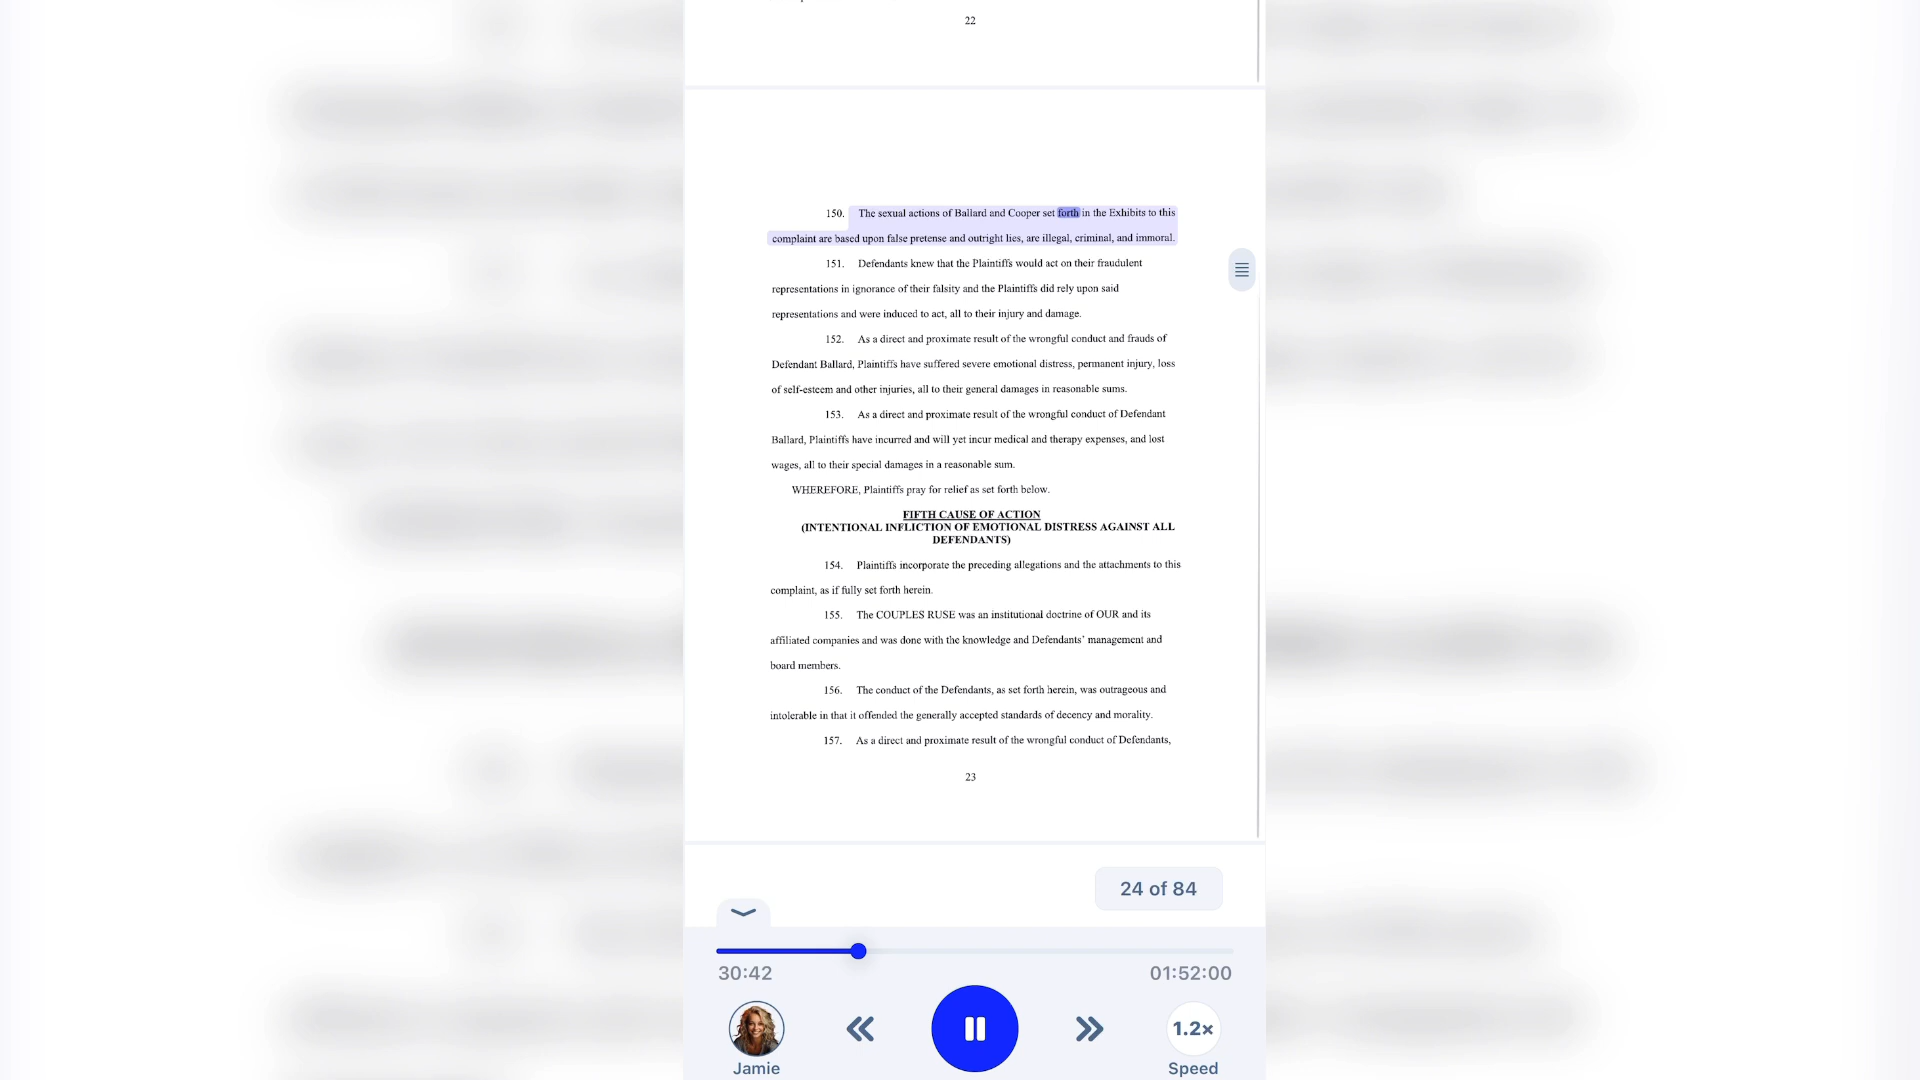 22
150. The sexual actions of Ballard and Cooper set forth in the Exhibits to this
complaint are based upon false pretense and outright lies, are illegal, criminal, and immoral.
151. Defendants knew that the Plaintiffs would act on their fraudulent
representations in ignorance of their falsity and the Plaintiffs did rely upon said
representations and were induced to act, all to their injury and damage.
152. As a direct and proximate result of the wrongful conduct and frauds of
Defendant Ballard, Plaintiffs have suffered severe emotional distress, permanent injury, loss
of self-esteem and other injuries, all to their general damages in reasonable sums.
153. As a direct and proximate result of the wrongful conduct of Defendant
Ballard, Plaintiffs have incurred and will yet incur medical and therapy expenses, and lost
wages, all to their special damages in a reasonable sum.
WHEREFORE, Plaintiffs pray for relief as set forth below.
FIFTH CAUSE OF ACTION
(INTENTIONAL INFLICTION OF EMOTIONAL DISTRESS AGAINST ALL
DEFENDANTS)
154. Plaintiffs incorporate the preceding allegations and the attachments to this
complaint, as if fully set forth herein.
155. The COUPLES RUSE was an institutional doctrine of OUR and its
affiliated companies and was done with the knowledge and Defendants' management and
board members.
156. The conduct of the Defendants, as set forth herein, was outrageous and
intolerable in that it offended the generally accepted standards of decency and morality.
157. As a direct and proximate result of the wrongful conduct of Defendants,
23
24 of 84
30:42
01:52:00
1.2×
Jamie
Speed